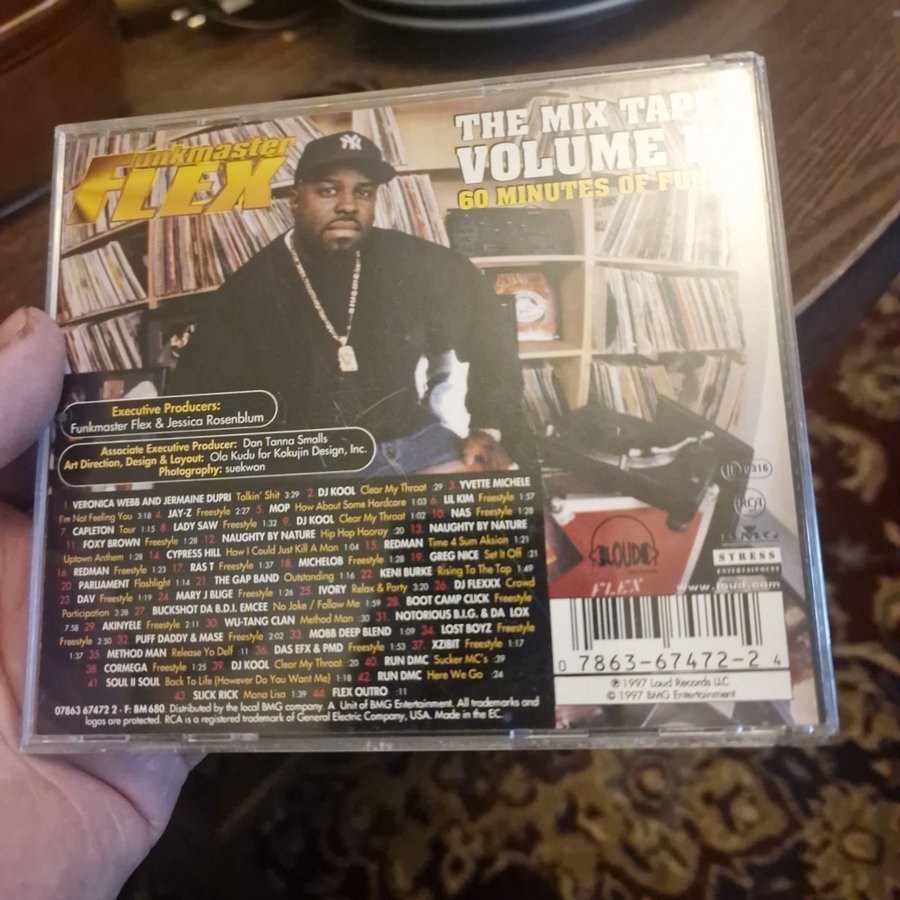 Funkmaster
FLEX
NY
THE MIX TAPE
VOLUME
60 MINUTES OF FUNK
Executive Producers:
Funkmaster Flex & Jessica Rosenblum
Associate Executive Producer: Dan Tanna Smalls
Art Direction, Design & Layout: Ola Kudu for Kokujin Design, Inc.
Photography: suekwon
1 VERONICA WEBB AND JERMAINE DUPRI Talkin' Shit 3:29 2. DJ KOOL Clear My Throat :29 3. YVETTE MICHELE
I'm Not Feeling You 3:18 4. JAY-Z Freestyle 2:27 5. MOP How About Some Hardcore 1:03 6. LIL KIM Freestyle 1:57
7 CAPLETON Tour 1:15 8. LADY SAW Freestyle 1:32 9. DJ KOOL Clear My Throat 1:02 10. NAS Freestyle 1:28
11. FOXY BROWN Freestyle 1:28 12. NAUGHTY BY NATURE Hip Hop Hooray :20 13. NAUGHTY BY NATURE
Uptown Anthem 1:28 14. CYPRESS HILL How I Could Just Kill A Man 1:04 15. REDMAN Time 4 Sum Aksion 1:21
16 REDMAN Freestyle 1:23 17. RAS T Freestyle 1:37 18. MICHELOB Freestyle 1:28 19. GREG NICE Set It Off :21
20 PARLIAMENT Flashlight 1:14 21 THE GAP BAND Outstanding 1:16 22. KENI BURKE Rising To The Top 1:49
23 DAV Freestyle 1:19 24. MARY J BLIGE Freestyle 1:26 25. IVORY Relax & Party 3:20 26. DJ FLEXXX Crowd
Participation 3:28 27 BUCKSHOT DA B.D.I. EMCEE No Joke / Follow Me 1:59 28. BOOT CAMP CLICK Freestyle
7:58 29. AKINYELE Freestyle 2:11 30. WU-TANG CLAN Method Man :30 31. NOTORIOUS B.I.G. & DA LOX
Freestyle 2:50 32 PUFF DADDY & MASE Freestyle 2:02 33. MOBB DEEP BLEND 1:09 34. LOST BOYZ Freestyle
1:37 35 METHOD MAN Release Yo Delf :11 36. DAS EFX & PMD Freestyle 1:53 37. XZIBIT Freestyle 1:17
38 CORMEGA Freestyle 1:25 39. DJ KOOL Clear My Throat :20 40. RUN DMC Sucker MC's :39
41 SOUL II SOUL Back To Life (However Do You Want Me) 1:18 42. RUN DMC Here We Go :24
43 SLICK RICK Mona Lisa 1:39 44 FLEX OUTRO :11
07863 67472 2 · F: BM 680. Distributed by the local BMG company. A Unit of BMG Entertainment. All trademarks and
logos are protected. RCA is a registered trademark of General Electric Company, USA. Made in the EC.
0316
RCA
BMG
STRESS
ENTERTAINMENT
LOUD
FLEX
www.loud.com
0 7863-67472-2 4
℗ 1997 Loud Records LLC
© 1997 BMG Entertainment